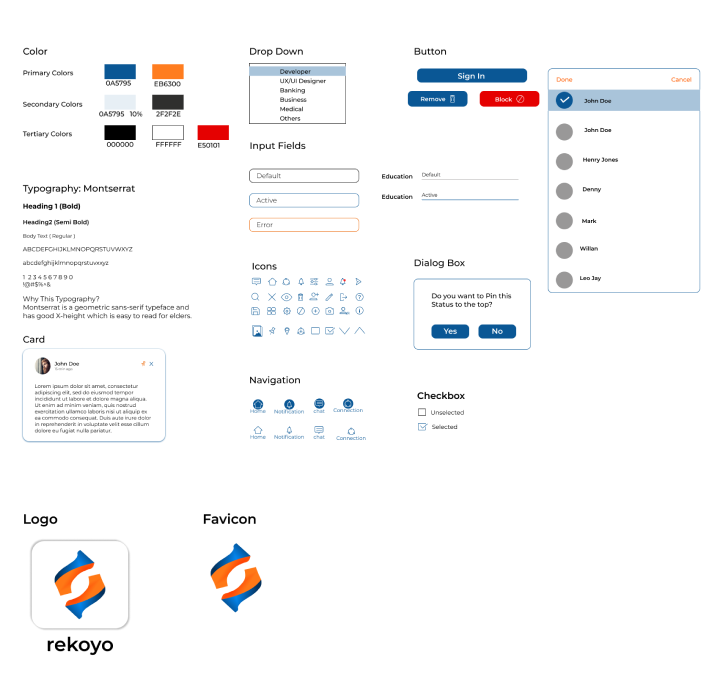 Color
Primary Colors
0A5795
EB6300
Secondary Colors
0A5795 10%
2F2F2E
Tertiary Colors
000000
FFFFFF
E50101
Typography: Montserrat
Heading 1 (Bold)
Heading2 (Semi Bold)
Body Text ( Regular )
ABCDEFGHIJKLMNOPQRSTUVWXYZ
abcdefghijklmnopqrstuvwxyz
1 2 3 4 5 6 7 8 9 0
!@#$%^&
Why This Typography?
Montserrat is a geometric sans-serif typeface and
has good X-height which is easy to read for elders.
Card
John Doe
Lorem ipsum dolor sit amet, consectetur
adipiscing elit, sed do eiusmod tempor
incididunt ut labore et dolore magna aliqua.
Ut enim ad minim veniam, quis nostrud
exercitation ullamco laboris nisi ut aliquip ex
ea commodo consequat. Duis aute irure dolor
in reprehenderit in voluptate velit esse cillum
dolore eu fugiat nulla pariatur.
Drop Down
Developer
UX/UI Designer
Banking
Business
Medical
Others
Input Fields
Default
Active
Error
Education Default
Education Active
Icons
Navigation
Home
Notification
chat
Connection
Home
Notification
chat
Connection
Button
Sign In
Remove
Block
Dialog Box
Do you want to Pin this
Status to the top?
Yes
No
Checkbox
Unselected
Selected
Done
Cancel
John Doe
John Doe
Henry Jones
Denny
Mark
Willan
Leo Jay
Logo
rekoyo
Favicon